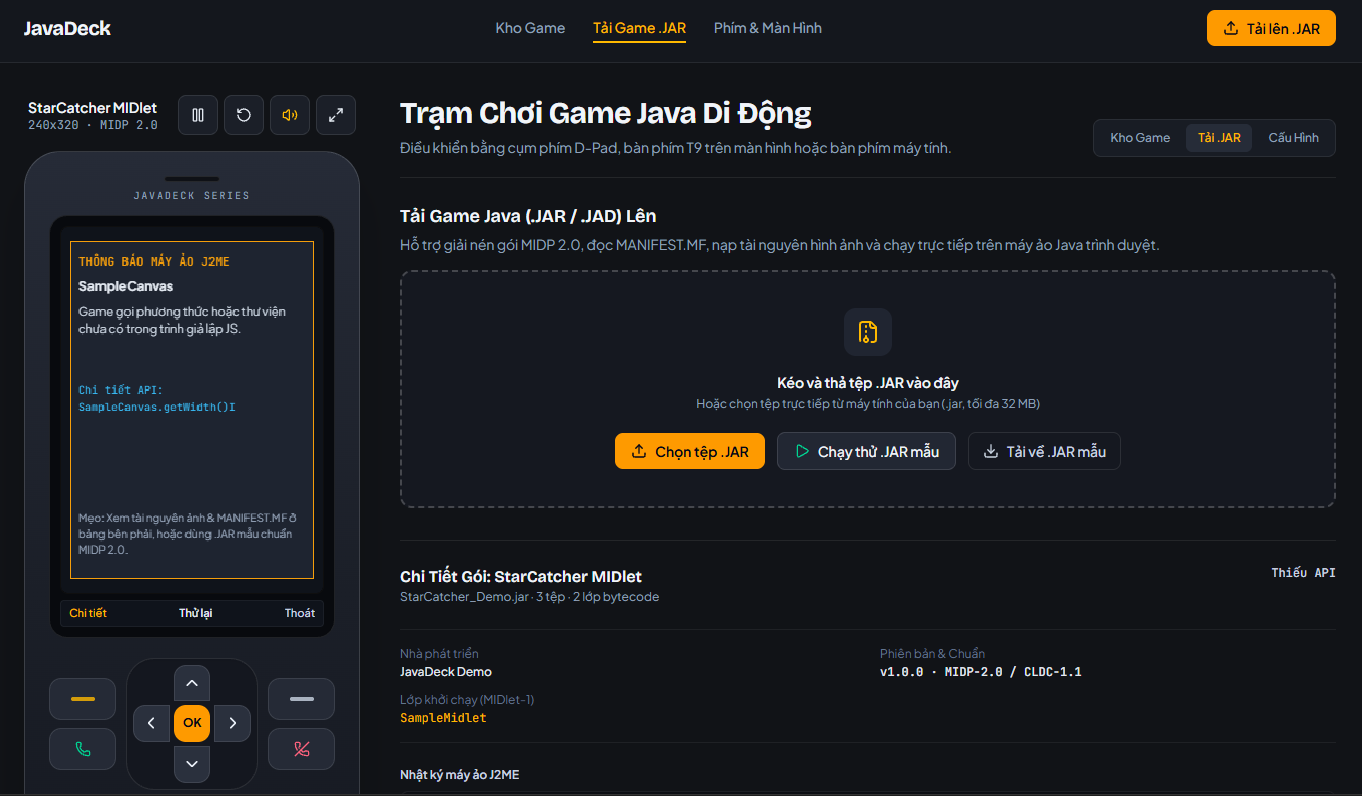 JavaDeck
Kho Game
Tải Game .JAR
Phím & Màn Hình
Tải lên .JAR
StarCatcher MIDlet
240x320 · MIDP 2.0
JAVADECK SERIES
THÔNG BÁO MÁY ẢO J2ME
SampleCanvas
Game gọi phương thức hoặc thư viện
chưa có trong trình giả lập JS.
Chi tiết API:
SampleCanvas.getWidth()I
Mẹo: Xem tài nguyên ảnh & MANIFEST.MF ở
bảng bên phải, hoặc dùng .JAR mẫu chuẩn
MIDP 2.0.
Chi tiết
Thử lại
Thoát
OK
Trạm Chơi Game Java Di Động
Điều khiển bằng cụm phím D-Pad, bàn phím T9 trên màn hình hoặc bàn phím máy tính.
Kho Game
Tải .JAR
Cấu Hình
Tải Game Java (.JAR / .JAD) Lên
Hỗ trợ giải nén gói MIDP 2.0, đọc MANIFEST.MF, nạp tài nguyên hình ảnh và chạy trực tiếp trên máy ảo Java trình duyệt.
Kéo và thả tệp .JAR vào đây
Hoặc chọn tệp trực tiếp từ máy tính của bạn (.jar, tối đa 32 MB)
Chọn tệp .JAR
Chạy thử .JAR mẫu
Tải về .JAR mẫu
Chi Tiết Gói: StarCatcher MIDlet
Thiếu API
StarCatcher_Demo.jar · 3 tệp · 2 lớp bytecode
Nhà phát triển
JavaDeck Demo
Phiên bản & Chuẩn
v1.0.0 · MIDP-2.0 / CLDC-1.1
Lớp khởi chạy (MIDlet-1)
SampleMidlet
Nhật ký máy ảo J2ME